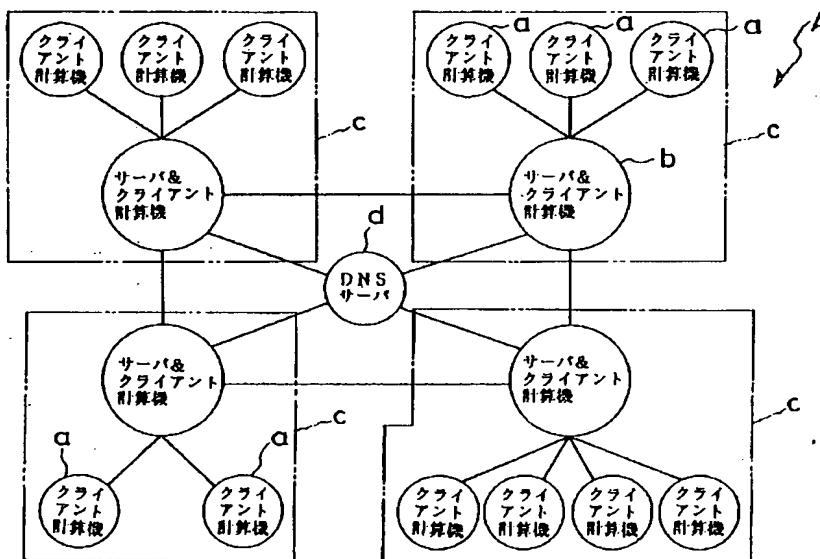 クライ
アント
計算機
クライ
アント
計算機
クライ
アント
計算機
c
サーバ&
クライアント
計算機
a
クライ
アント
計算機
a
クライ
アント
計算機
a
クライ
アント
計算機
c
b
サーバ&
クライアント
計算機
d
DNS
サーバ
サーバ&
クライアント
計算機
c
a
クライ
アント
計算機
a
クライ
アント
計算機
サーバ&
クライアント
計算機
c
クライ
アント
計算機
クライ
アント
計算機
クライ
アント
計算機
クライ
アント
計算機